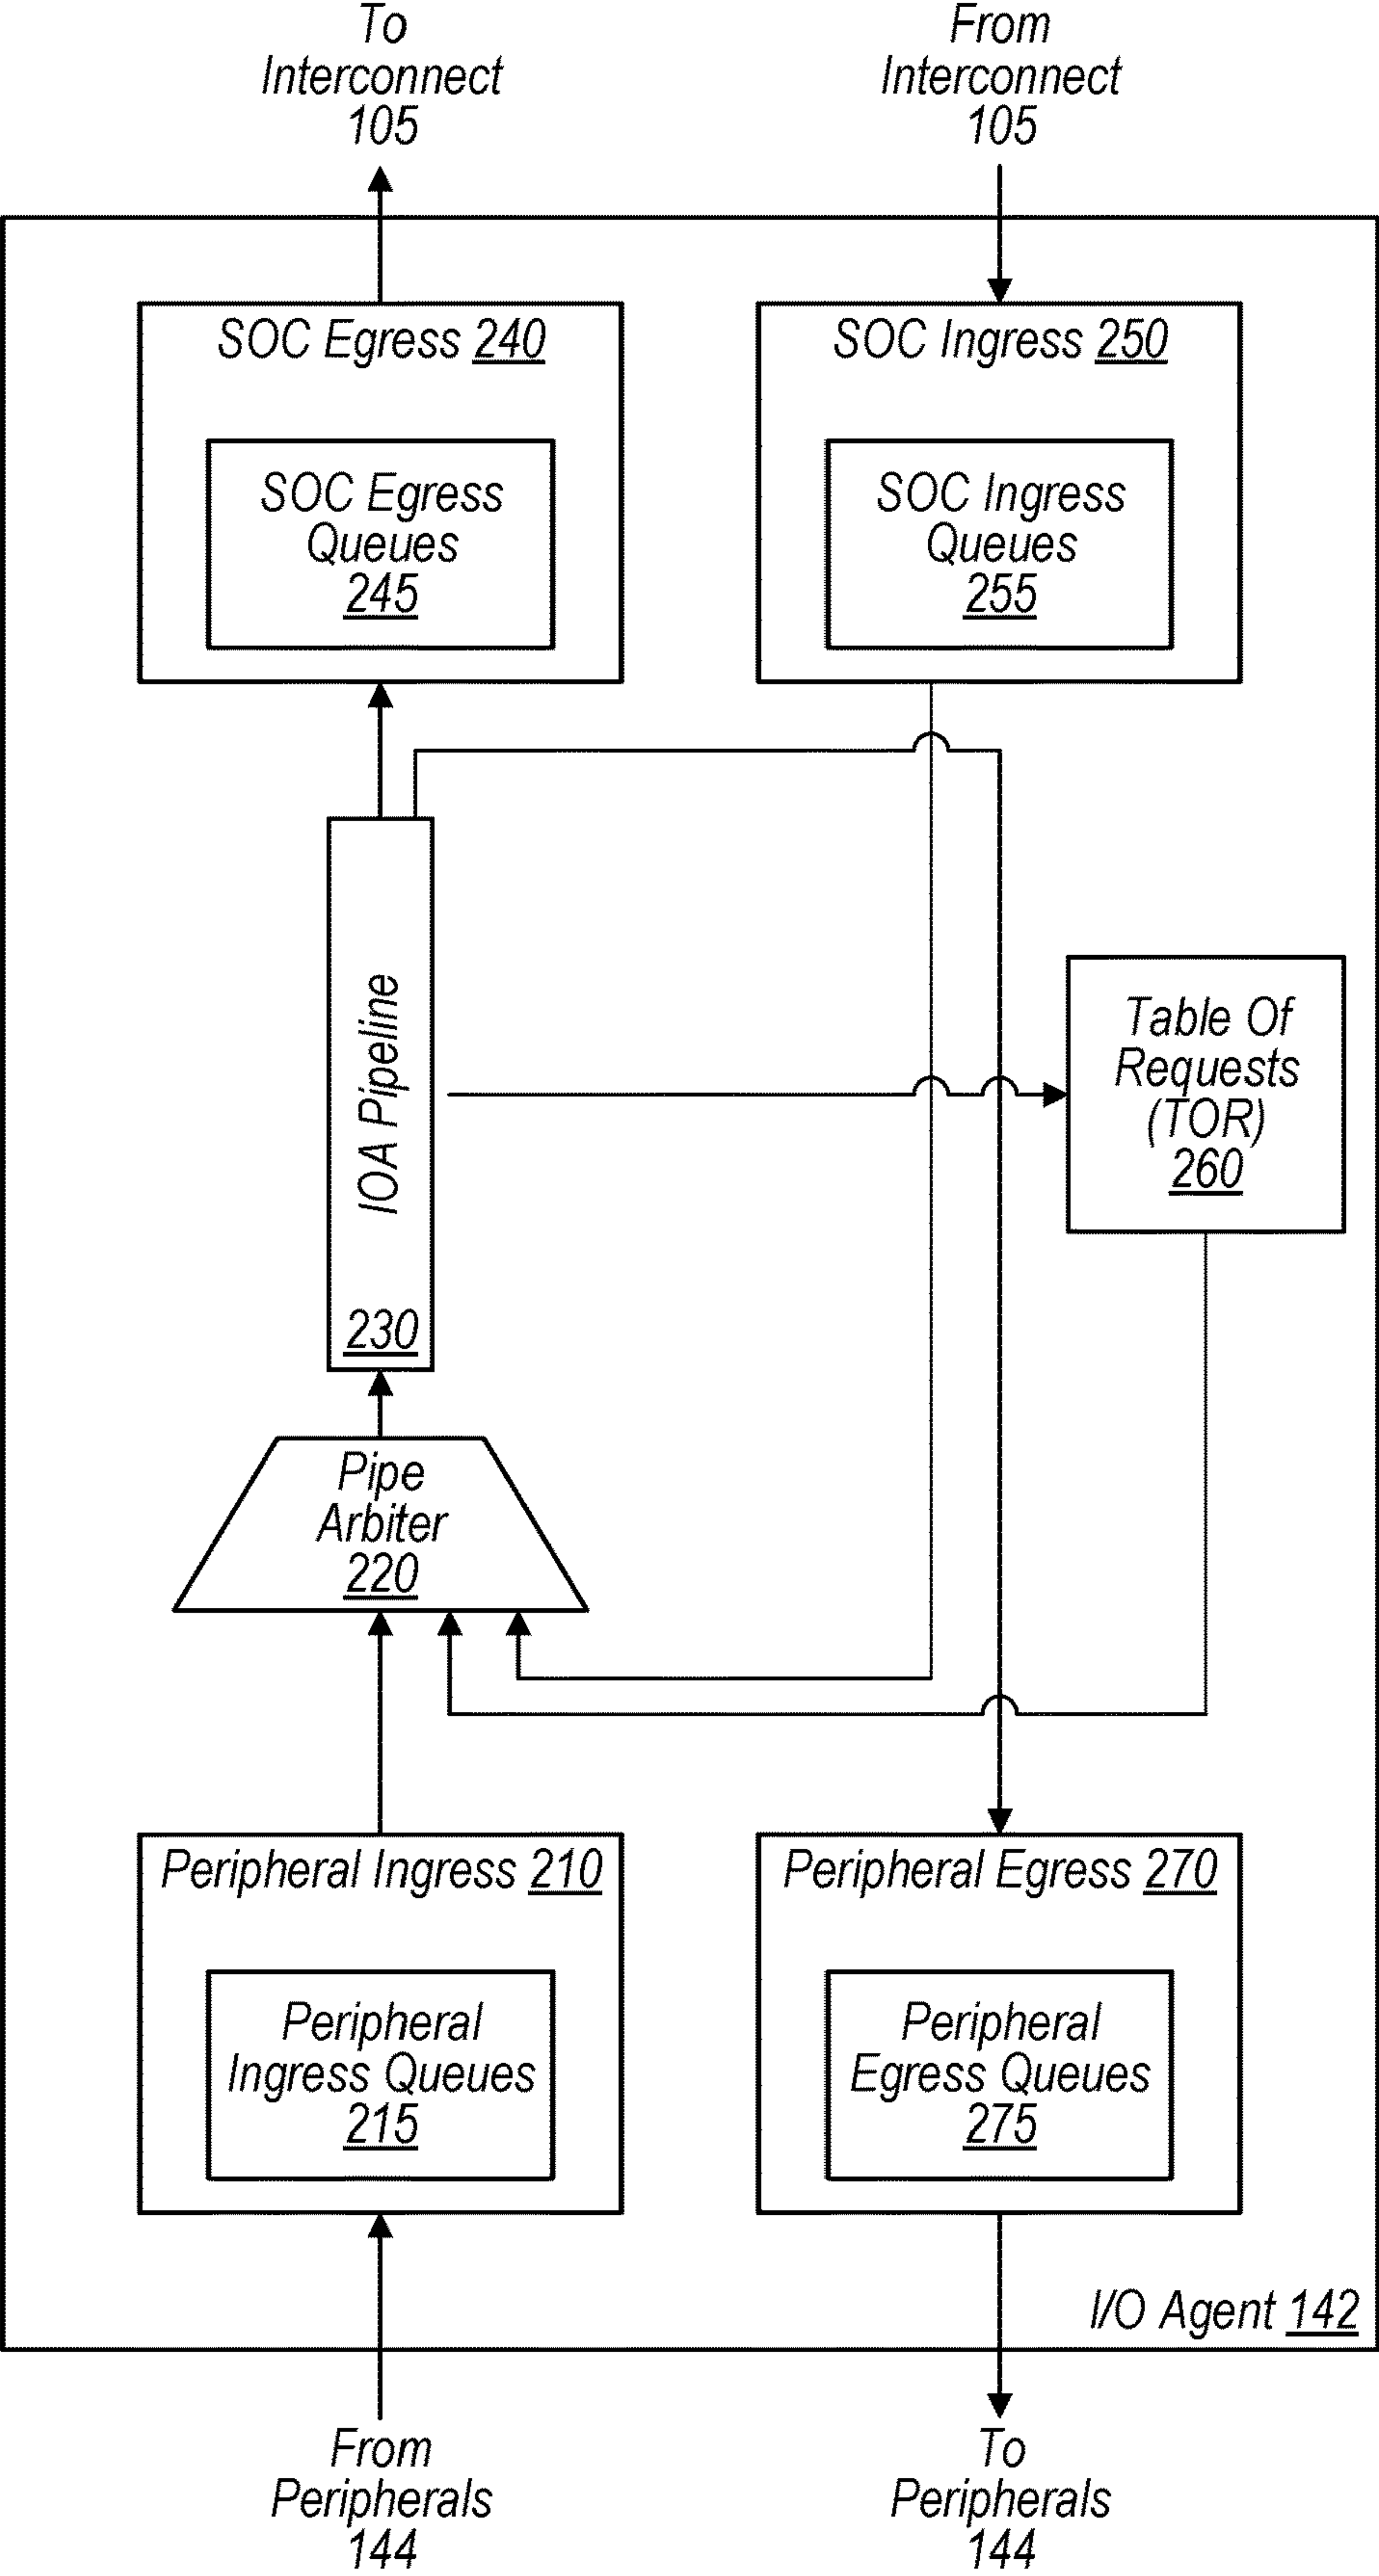 To
Interconnect
105
From
Interconnect
105
SOC Egress 240
SOC Egress
Queues
245
SOC Ingress 250
SOC Ingress
Queues
255
IOA Pipeline
230
Table Of
Requests
(TOR)
260
Pipe
Arbiter
220
Peripheral Ingress 210
Peripheral
Ingress Queues
215
Peripheral Egress 270
Peripheral
Egress Queues
275
I/O Agent 142
From
Peripherals
144
To
Peripherals
144